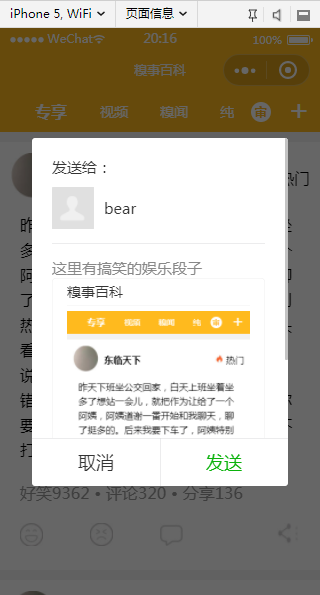 iPhone 5, WiFi 页面信息
WeChat 20:16 100%
糗事百科
专享 视频 糗闻 纯 审 +
热门
发送给：
bear
这里有搞笑的娱乐段子
糗事百科
专享 视频 糗闻 纯 审 +
东临天下 热门
昨天下班坐公交回家，白天上班坐着坐
多了想站一会儿，就把作为让给了一个
阿姨，阿姨道谢一番开始和我聊天，聊
了挺多的。后来我要下车了，阿姨特别
取消 发送
昨
多
阿
了
热
看
说
错
要
打
好笑9362 • 评论320 • 分享136